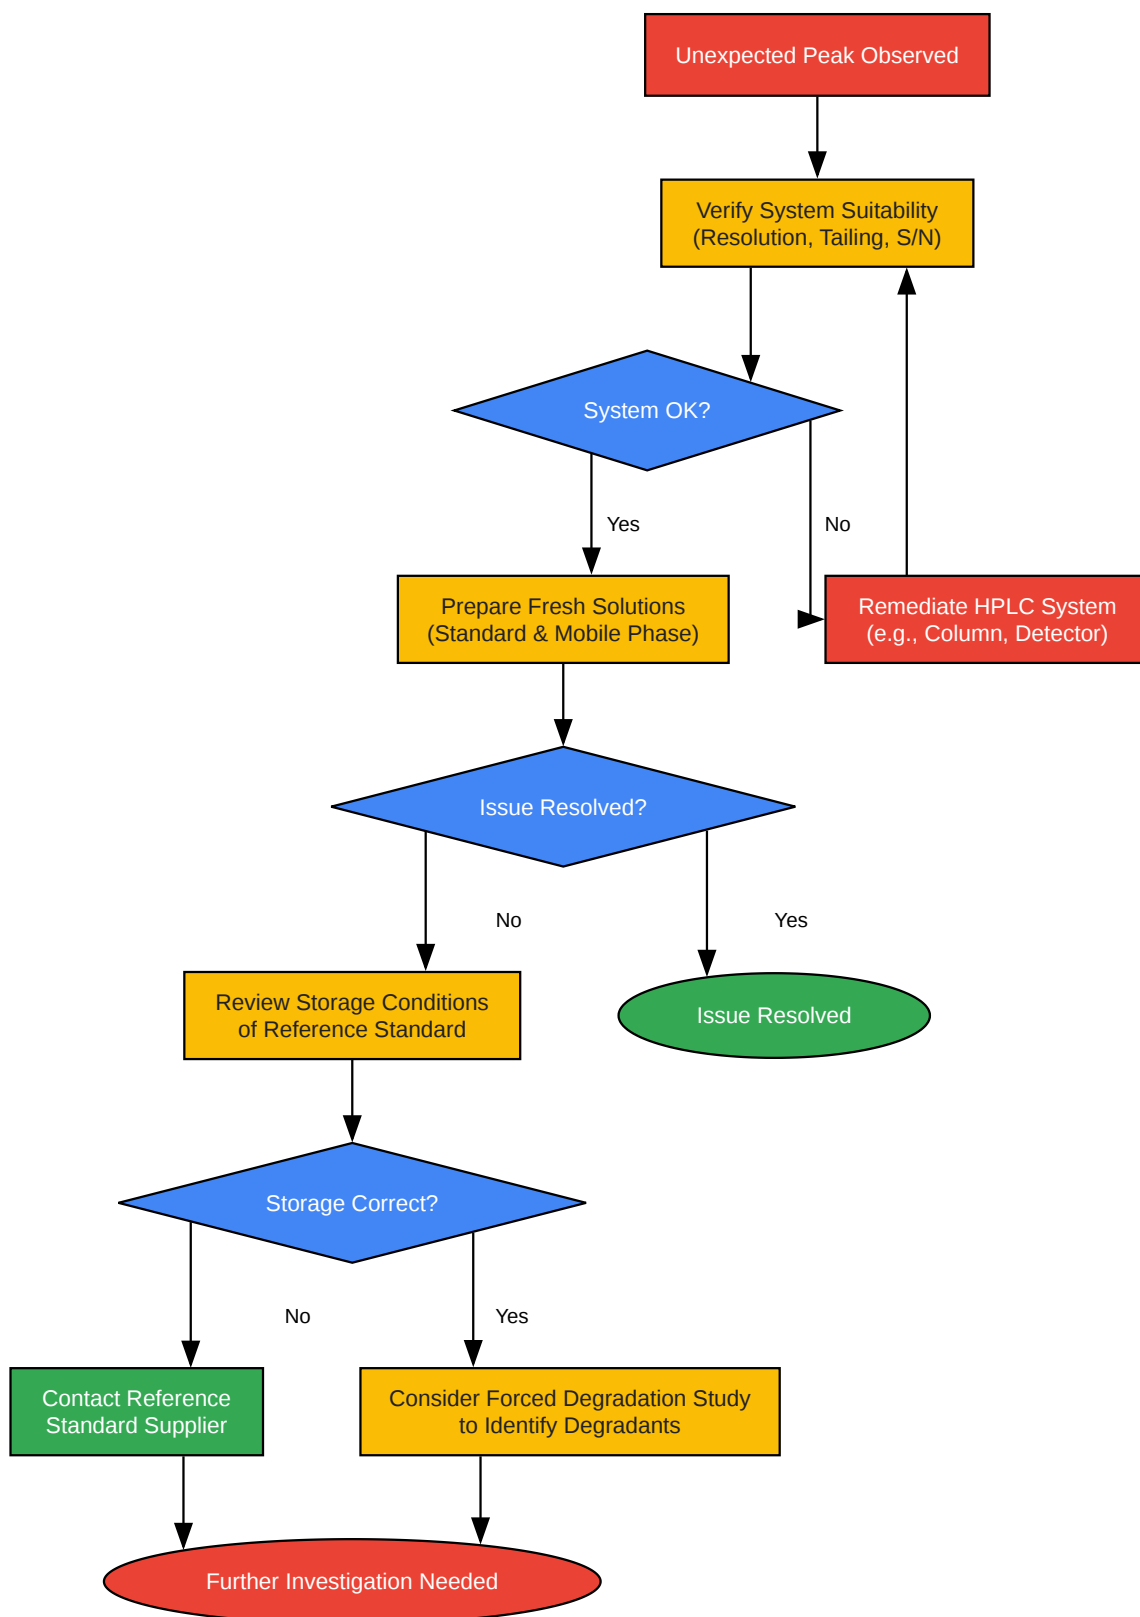 Unexpected Peak Observed
Verify System Suitability
(Resolution, Tailing, S/N)
System OK?
Yes
No
Prepare Fresh Solutions
(Standard & Mobile Phase)
Remediate HPLC System
(e.g., Column, Detector)
Issue Resolved?
No
Yes
Review Storage Conditions
of Reference Standard
Issue Resolved
Storage Correct?
No
Yes
Contact Reference
Standard Supplier
Consider Forced Degradation Study
to Identify Degradants
Further Investigation Needed